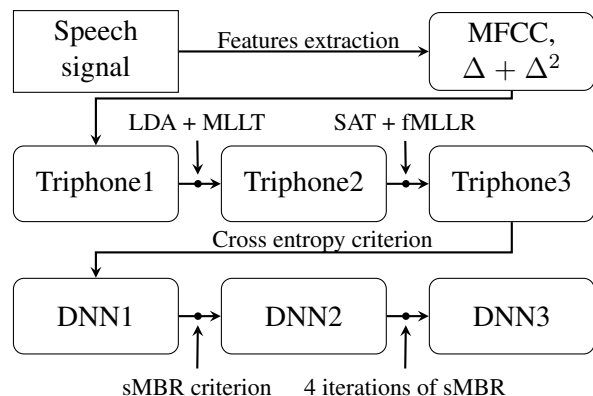 Speech
signal
Features extraction
MFCC,
Δ + Δ²
LDA + MLLT
SAT + fMLLR
Triphone1
Triphone2
Triphone3
Cross entropy criterion
DNN1
DNN2
DNN3
sMBR criterion
4 iterations of sMBR